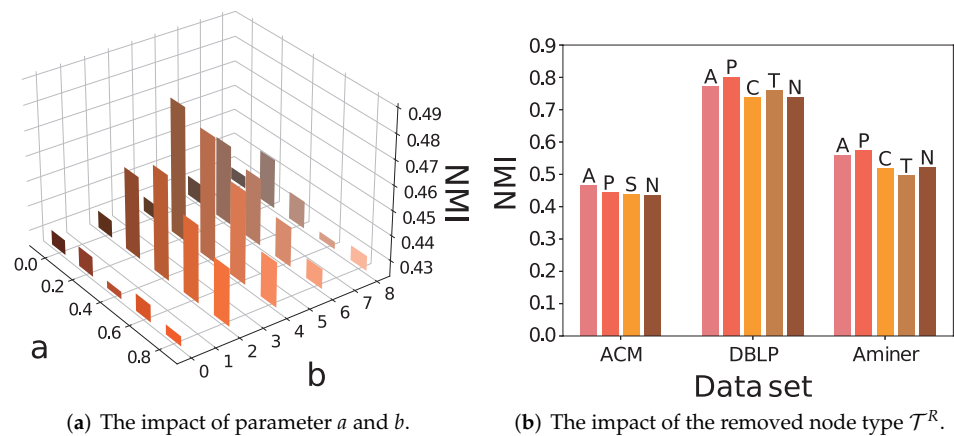 0.49
0.48
0.47
0.46
0.45
0.44
0.43
NMI
0.0
0.2
0.4
0.6
0.8
a
0
1
2
3
4
5
6
7
8
b
(a) The impact of parameter a and b.
0.9
0.8
0.7
0.6
0.5
0.4
0.3
0.2
0.1
0.0
NMI
A P S N
A P C T N
A P C T N
ACM DBLP Aminer
Data set
(b) The impact of the removed node type 𝒯^R.